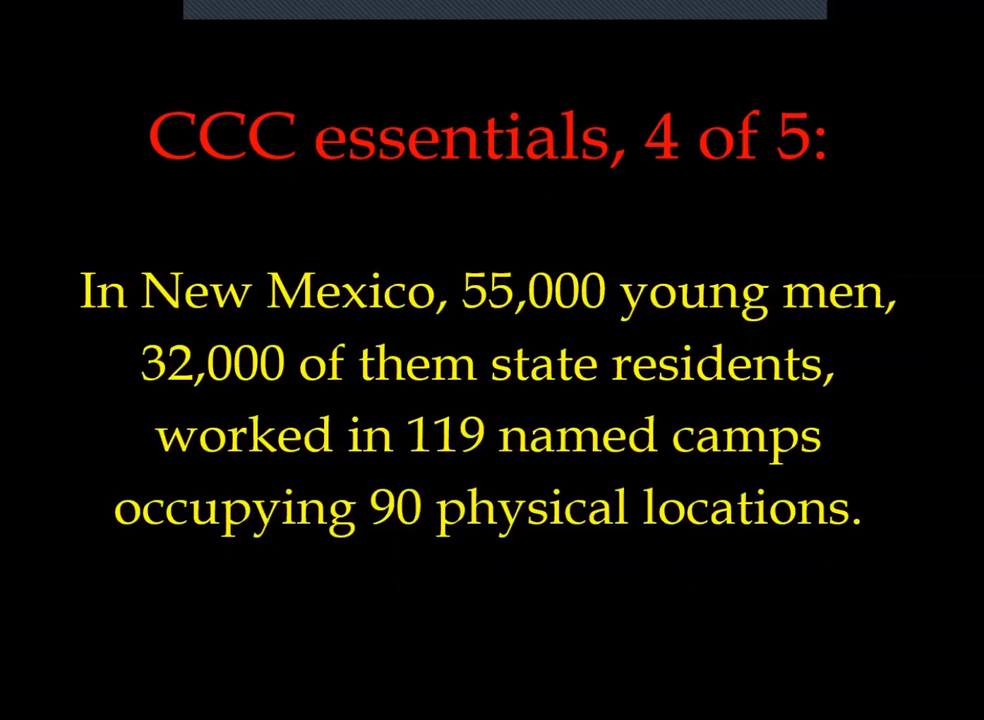 CCC essentials, 4 of 5:
In New Mexico, 55,000 young men,
32,000 of them state residents,
worked in 119 named camps
occupying 90 physical locations.